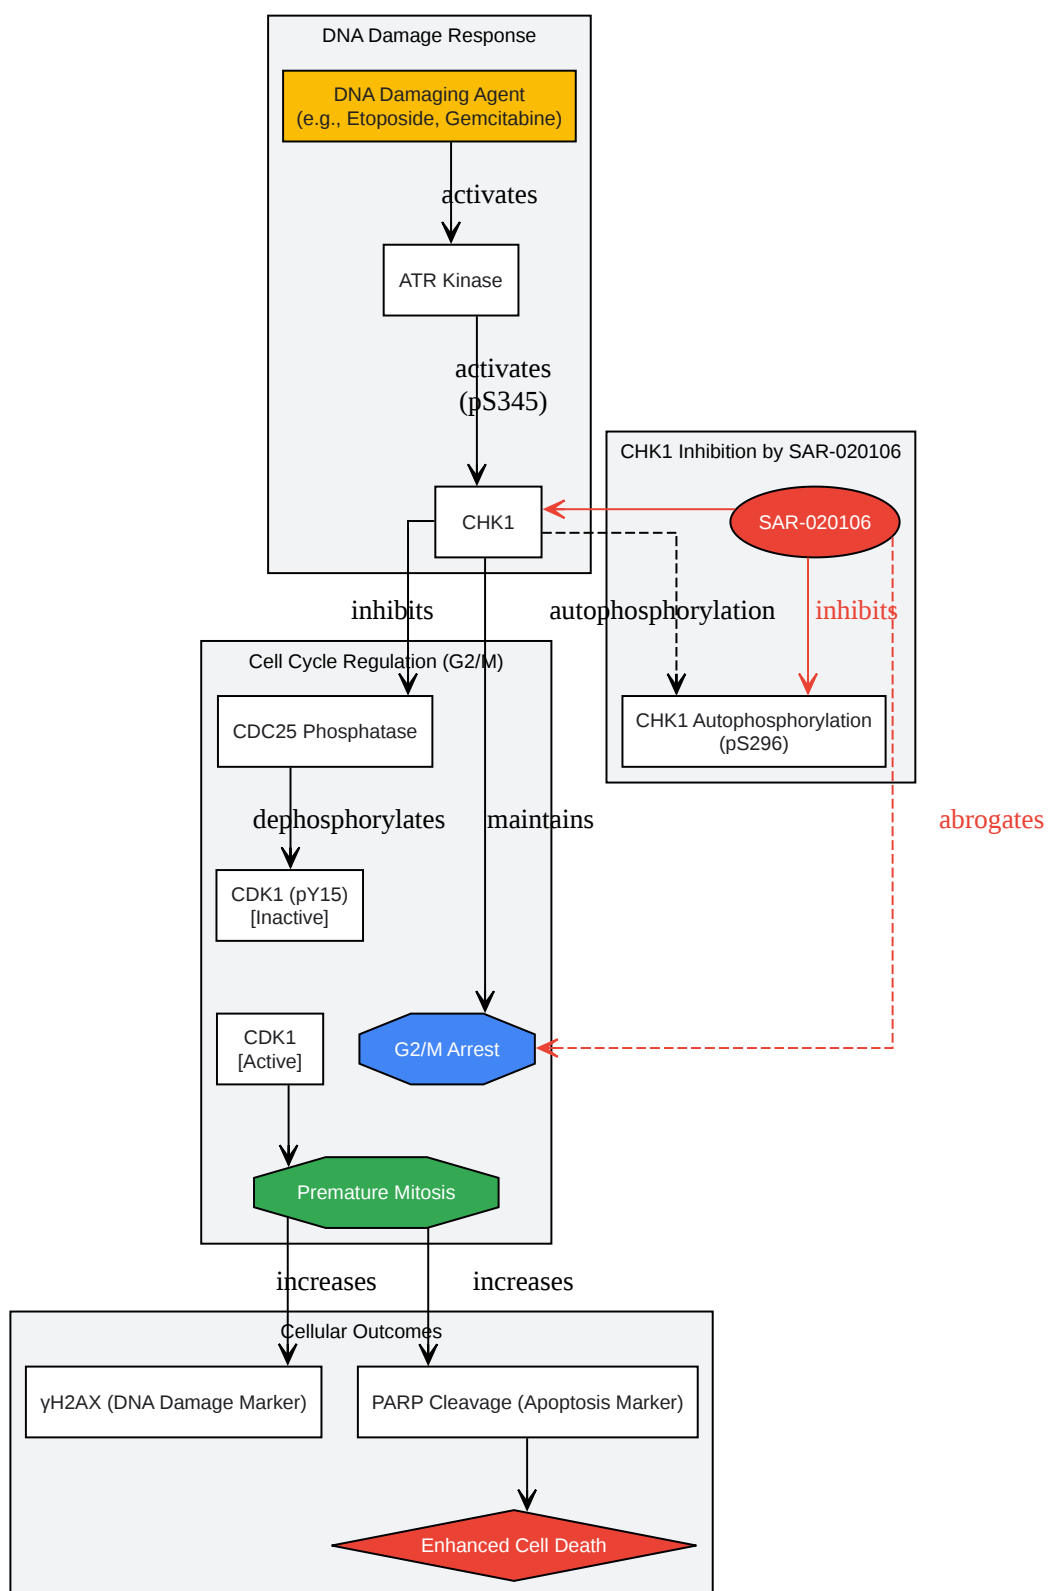 DNA Damage Response
DNA Damaging Agent
(e.g., Etoposide, Gemcitabine)
activates
ATR Kinase
activates
(pS345)
CHK1 Inhibition by SAR-020106
CHK1
SAR-020106
inhibits
autophosphorylation
inhibits
Cell Cycle Regulation (G2/M)
CDC25 Phosphatase
CHK1 Autophosphorylation
(pS296)
dephosphorylates
maintains
abrogates
CDK1 (pY15)
[Inactive]
CDK1
[Active]
G2/M Arrest
Premature Mitosis
increases
increases
Cellular Outcomes
γH2AX (DNA Damage Marker)
PARP Cleavage (Apoptosis Marker)
Enhanced Cell Death